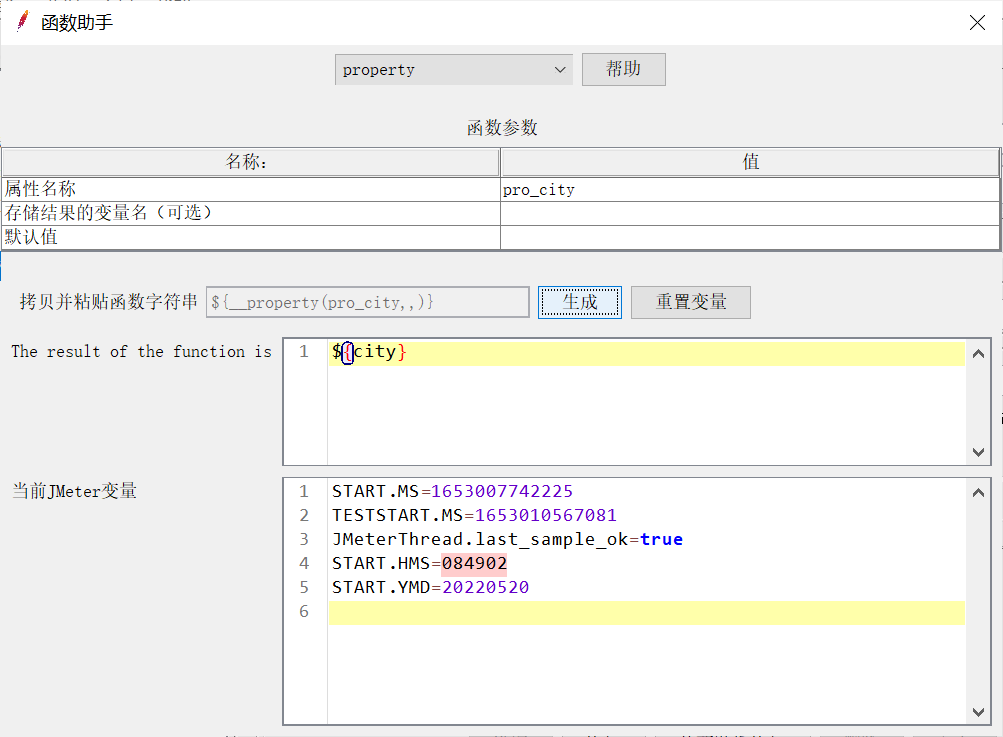 函数助手
property 帮助
函数参数
名称： 值
属性名称 pro_city
存储结果的变量名（可选）
默认值
拷贝并粘贴函数字符串 ${__property(pro_city,,)} 生成 重置变量
The result of the function is 1 ${city}
当前JMeter变量 1 START.MS=1653007742225
2 TESTSTART.MS=1653010567081
3 JMeterThread.last_sample_ok=true
4 START.HMS=084902
5 START.YMD=20220520
6